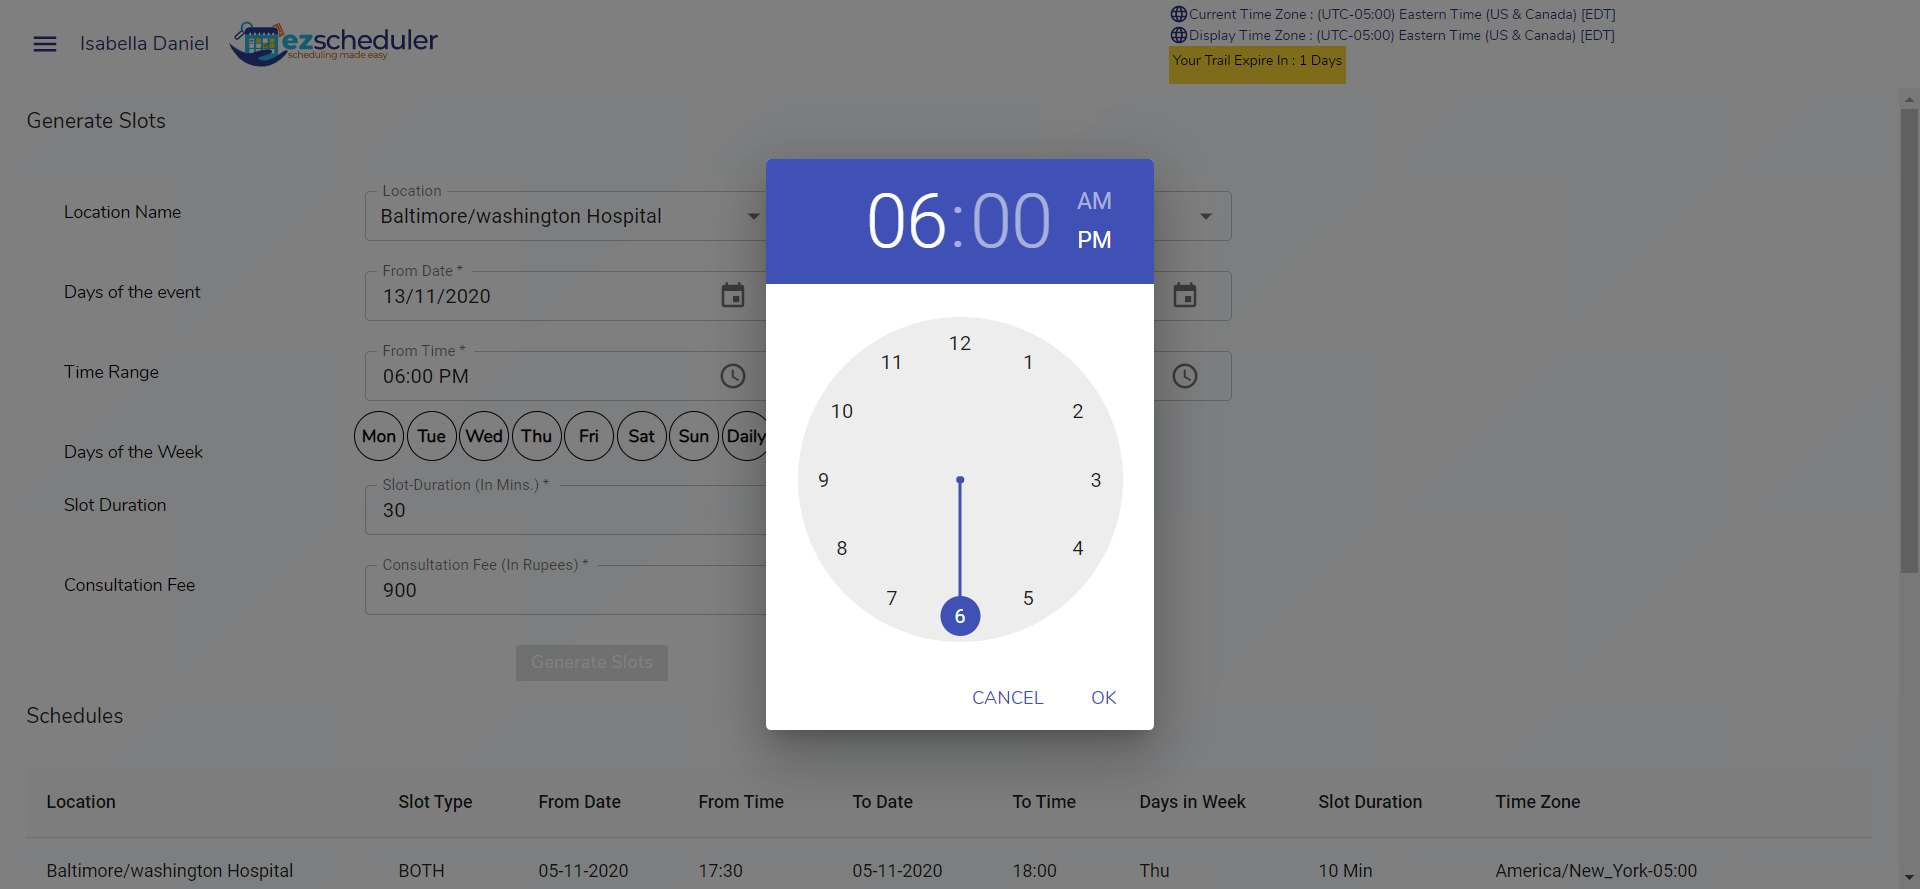 Isabella Daniel
ezscheduler
scheduling made easy
Current Time Zone : (UTC-05:00) Eastern Time (US & Canada) [EDT]
Display Time Zone : (UTC-05:00) Eastern Time (US & Canada) [EDT]
Your Trail Expire In : 1 Days
Generate Slots
Location Name
Location
Baltimore/washington Hospital
Days of the event
From Date *
13/11/2020
Time Range
From Time *
06:00 PM
Days of the Week
Mon Tue Wed Thu Fri Sat Sun Daily
Slot Duration
Slot-Duration (In Mins.) *
30
Consultation Fee
Consultation Fee (In Rupees) *
900
Generate Slots
06:00
AM
PM
12
11 1
10 2
9 3
8 4
7 5
6
CANCEL OK
Schedules
Location Slot Type From Date From Time To Date To Time Days in Week Slot Duration Time Zone
Baltimore/washington Hospital BOTH 05-11-2020 17:30 05-11-2020 18:00 Thu 10 Min America/New_York-05:00